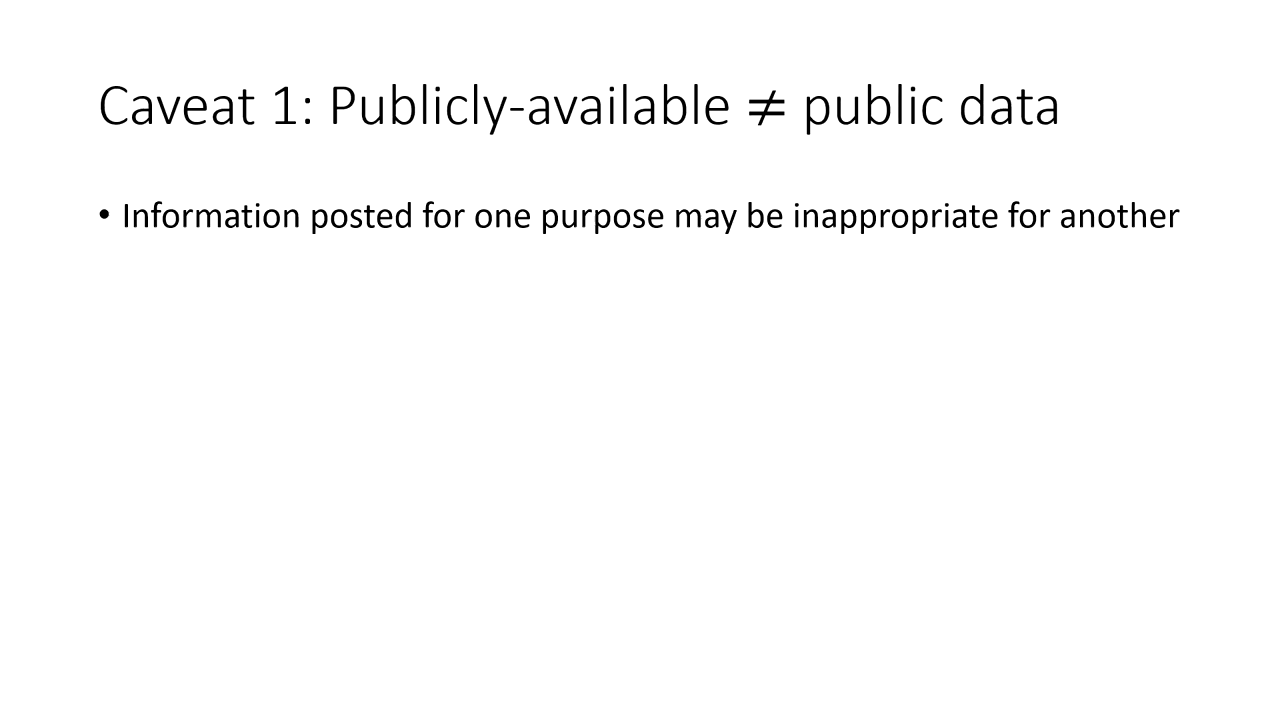 Caveat 1: Publicly-available ≠ public data
• Information posted for one purpose may be inappropriate for another